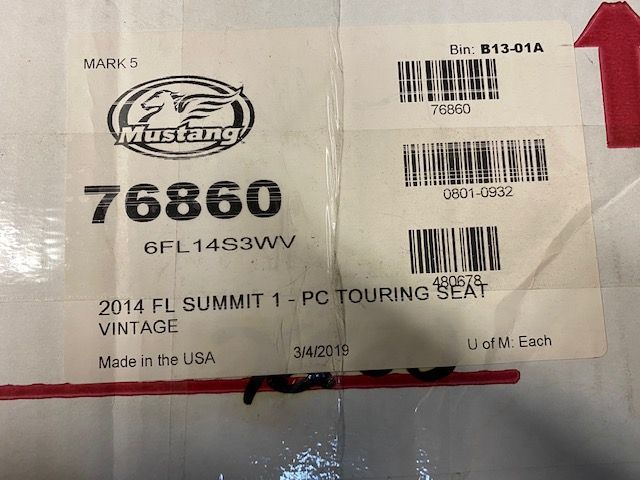 MARK 5
Bin: B13-01A
76860
Mustang
0801-0932
76860
6FL14S3WV
480678
2014 FL SUMMIT 1 - PC TOURING SEAT
VINTAGE
Made in the USA 3/4/2019 U of M: Each